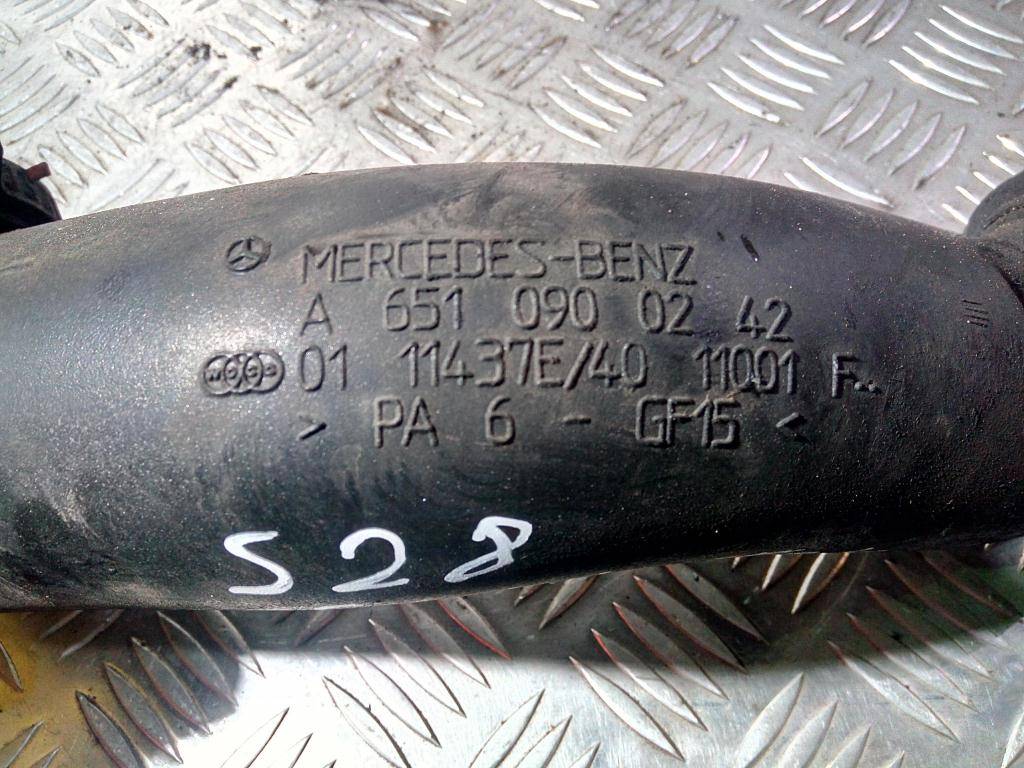 MERCEDES-BENZ
A 651 090 02 42
01 11437E/40 11001 F..
> PA 6 - GF15 <
S28